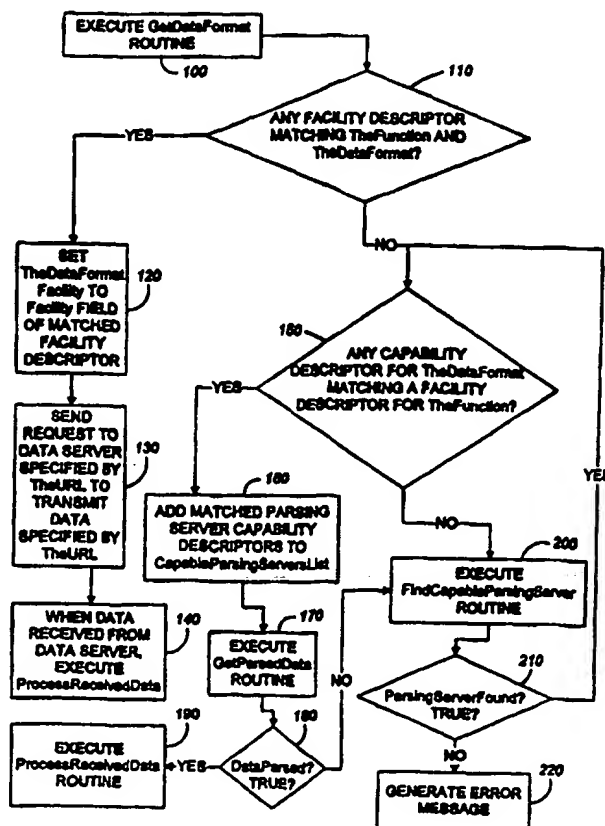 EXECUTE GetDataFormat
ROUTINE
100
110
ANY FACILITY DESCRIPTOR
MATCHING TheFunction AND
TheDataFormat?
YES
NO
SET
TheDataFormat
Facility TO
Facility FIELD
OF MATCHED
FACILITY
DESCRIPTOR
120
SEND
REQUEST TO
DATA SERVER
SPECIFIED BY
TheURL TO
TRANSMIT
DATA
SPECIFIED BY
TheURL
130
WHEN DATA
RECEIVED FROM
DATA SERVER,
EXECUTE
ProcessReceivedData
140
150
ANY CAPABILITY
DESCRIPTOR FOR TheDataFormat
MATCHING A FACILITY
DESCRIPTOR FOR TheFunction?
YES
NO
160
ADD MATCHED PARSING
SERVER CAPABILITY
DESCRIPTORS TO
CapableParsingServersList
170
EXECUTE
GetParsedData
ROUTINE
180
DataParsed?
TRUE?
YES
NO
190
EXECUTE
ProcessReceivedData
ROUTINE
200
EXECUTE
FindCapableParsingServer
ROUTINE
210
ParsingServerFound?
TRUE?
YES
NO
220
GENERATE ERROR
MESSAGE